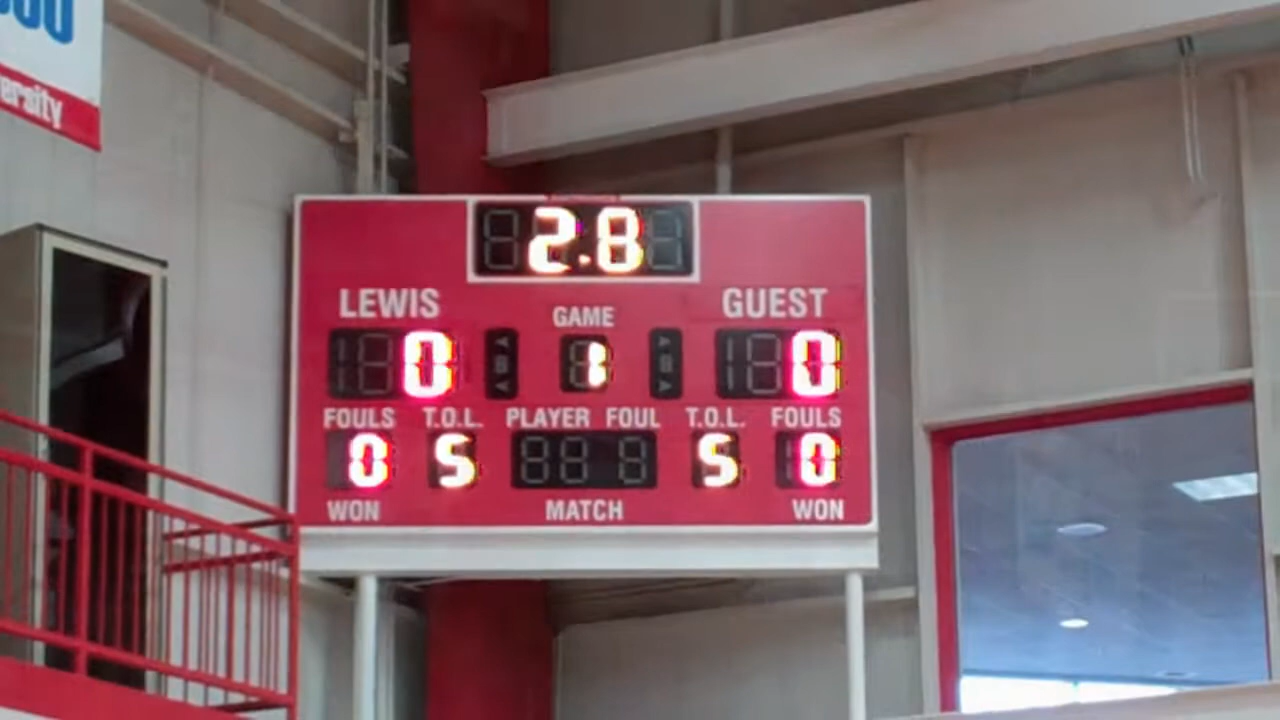 ersity
2.8
LEWIS GAME GUEST
0 1 0
FOULS T.O.L. PLAYER FOUL T.O.L. FOULS
0 5 5 0
WON MATCH WON